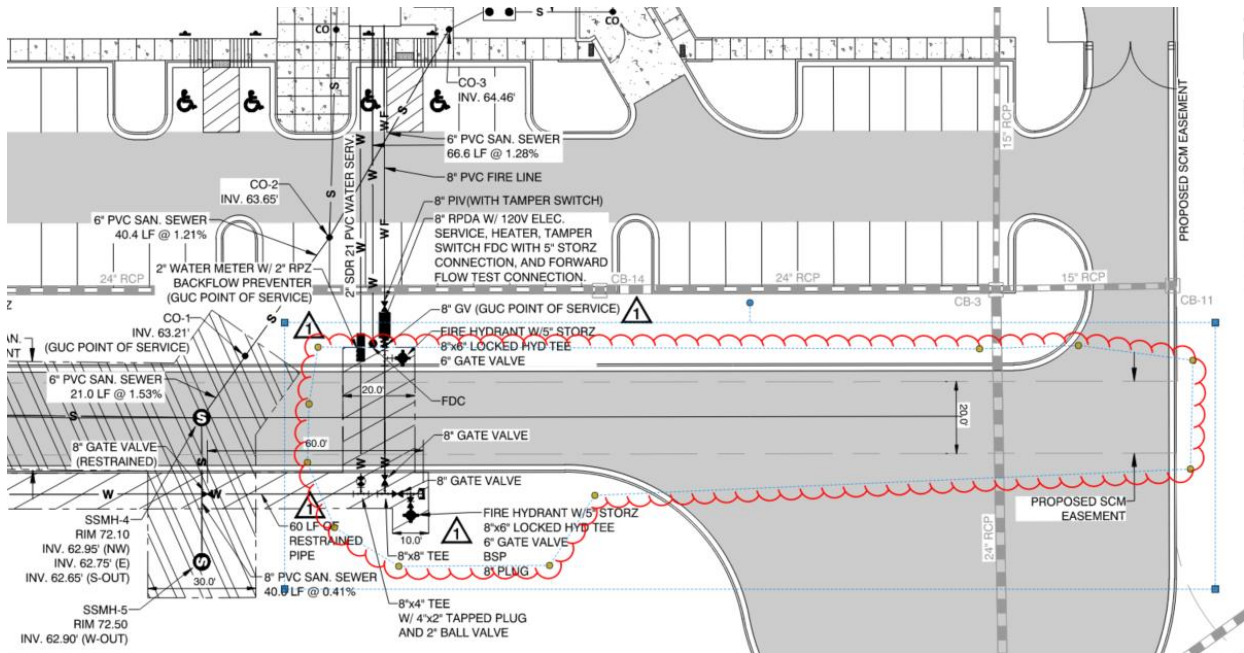 CO
S
CO
CO-3
INV. 64.46'
S
S
W
WF
15" RCP
PROPOSED SCM EASEMENT
6" PVC SAN. SEWER
66.6 LF @ 1.28%
2" SDR 21 PVC WATER SERV.
W
8" PVC FIRE LINE
S
CO-2
INV. 63.65'
8" PIV(WITH TAMPER SWITCH)
8" RPDA W/ 120V ELEC.
SERVICE, HEATER, TAMPER
SWITCH FDC WITH 5" STORZ
CONNECTION, AND FORWARD
FLOW TEST CONNECTION.
6" PVC SAN. SEWER
40.4 LF @ 1.21%
S
W
WF
W
2" WATER METER W/ 2" RPZ
BACKFLOW PREVENTER
(GUC POINT OF SERVICE)
24" RCP
CB-14
24" RCP
15" RCP
CB-3
CB-11
8" GV (GUC POINT OF SERVICE)
1
1
S
CO-1
INV. 63.21'
(GUC POINT OF SERVICE)
AN.
NT
FIRE HYDRANT W/5" STORZ
8"x6" LOCKED HYD TEE
6" GATE VALVE
6" PVC SAN. SEWER
21.0 LF @ 1.53%
20.0'
FDC
20.0'
S
S
8" GATE VALVE
(RESTRAINED)
60.0'
8" GATE VALVE
S
W
W
W
W
8" GATE VALVE
1
60 LF OF
RESTRAINED
PIPE
1
10.0'
FIRE HYDRANT W/5" STORZ
8"x6" LOCKED HYD TEE
6" GATE VALVE
BSP
8" PLUG
PROPOSED SCM
EASEMENT
SSMH-4
RIM 72.10
INV. 62.95' (NW)
INV. 62.75' (E)
INV. 62.65' (S-OUT)
8"x8" TEE
S
30.0'
8" PVC SAN. SEWER
40.0 LF @ 0.41%
24" RCP
SSMH-5
RIM 72.50
INV. 62.90' (W-OUT)
8"x4" TEE
W/ 4"x2" TAPPED PLUG
AND 2" BALL VALVE